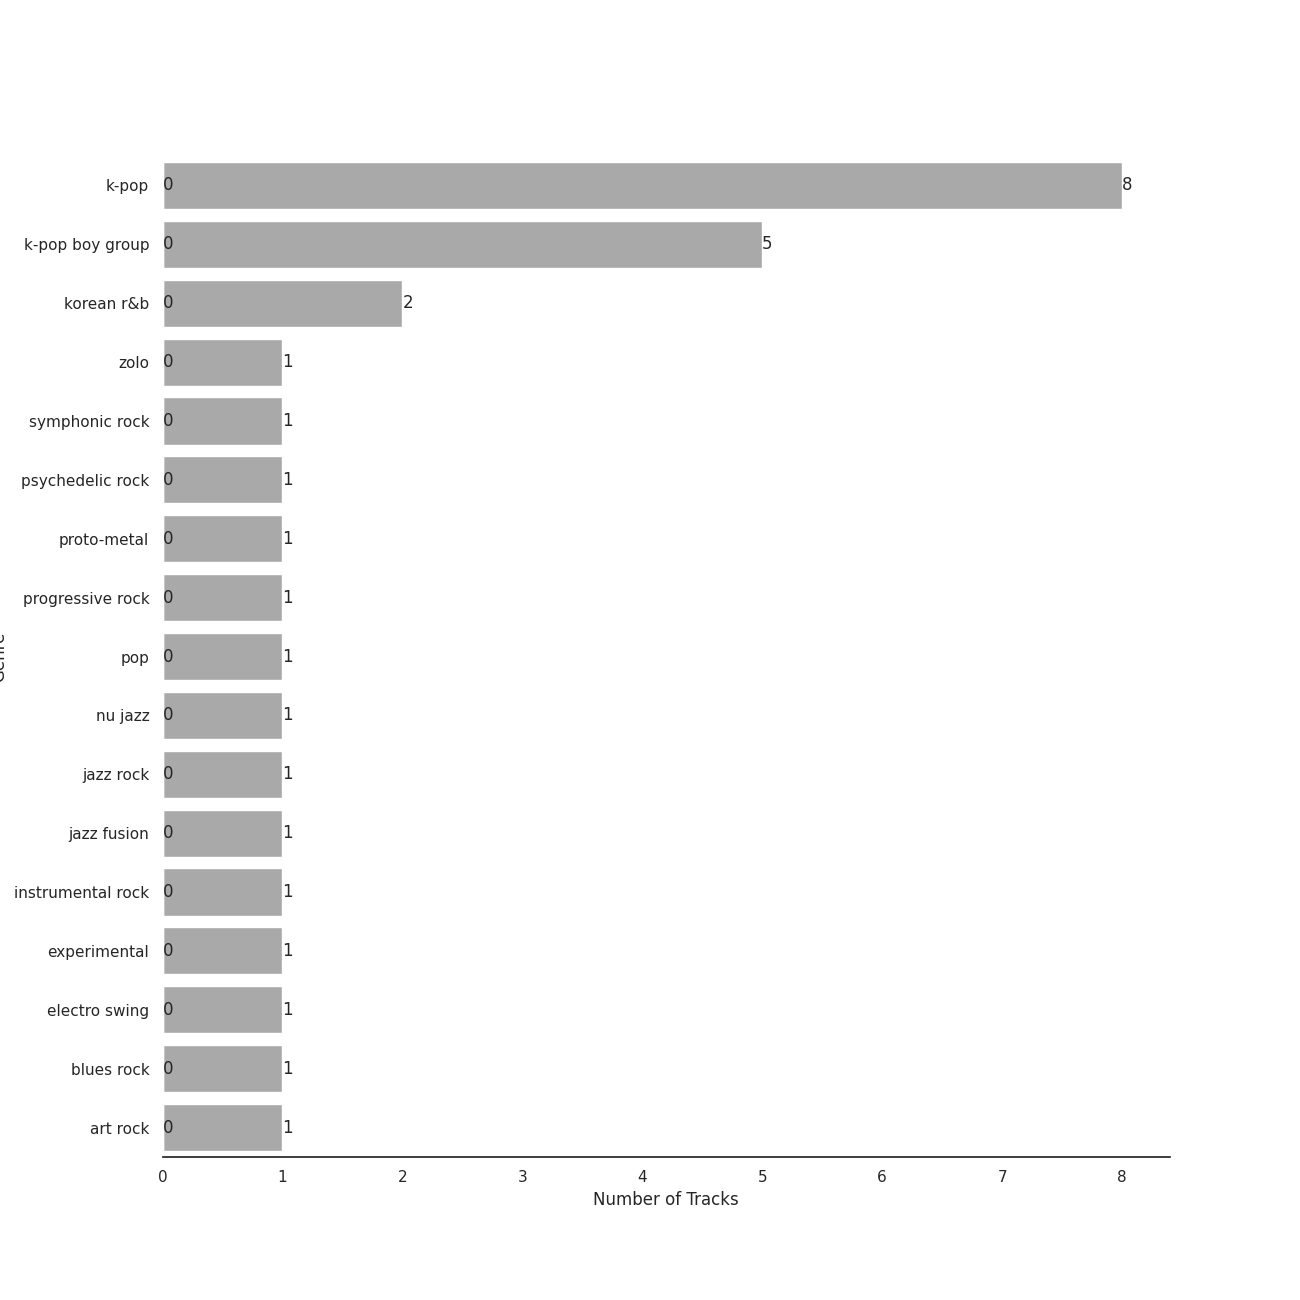 k-pop 0 8
k-pop boy group 0 5
korean r&b 0 2
zolo 0 1
symphonic rock 0 1
psychedelic rock 0 1
proto-metal 0 1
progressive rock 0 1
pop 0 1
nu jazz 0 1
jazz rock 0 1
jazz fusion 0 1
instrumental rock 0 1
experimental 0 1
electro swing 0 1
blues rock 0 1
art rock 0 1
0 1 2 3 4 5 6 7 8
Number of Tracks